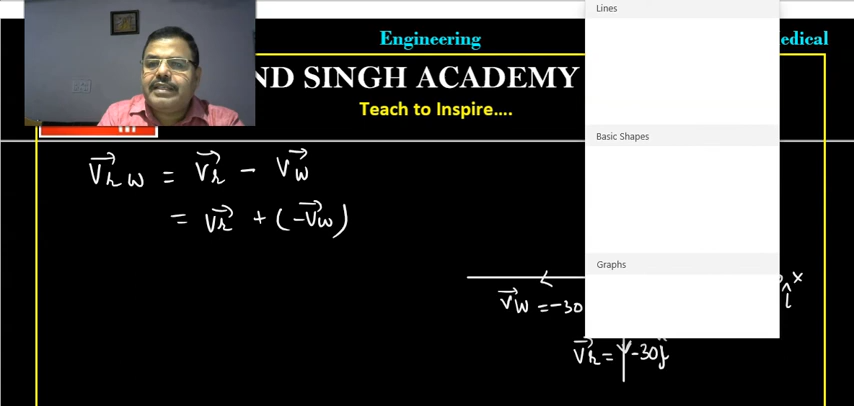 Lines
Engineering
edical
ND SINGH ACADEMY
Teach to Inspire....
Basic Shapes
V⃗rw = V⃗r − V⃗w
= V⃗r + (−V⃗w)
Graphs
x
î
V⃗w = −30
V⃗r = −30ĵ